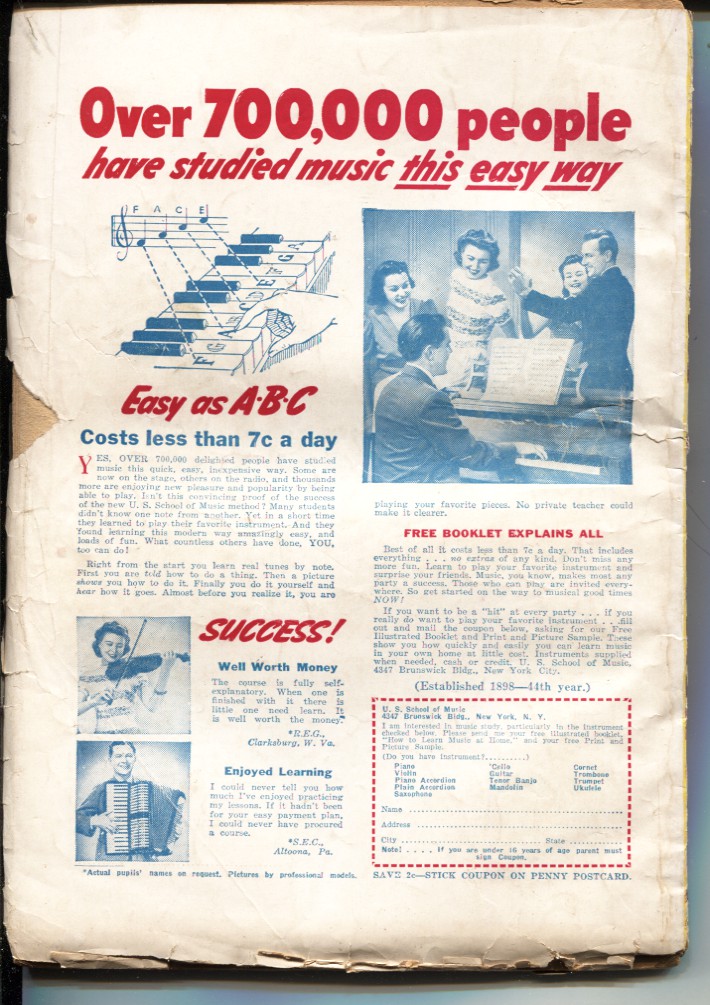 Over 700,000 people
have studied music this easy way
F A C E
Easy as A·B·C
Costs less than 7c a day
YES, OVER 700,000 delighted people have studied
music this quick, easy, inexpensive way. Some are
now on the stage, others on the radio, and thousands
more are enjoying new pleasure and popularity by being
able to play. Isn't this convincing proof of the success
of the new U. S. School of Music method? Many students
didn't know one note from another. Yet in a short time
they learned to play their favorite instrument. And they
found learning this modern way amazingly easy, and
loads of fun. What countless others have done, YOU,
too can do!
Right from the start you learn real tunes by note.
First you are told how to do a thing. Then a picture
shows you how to do it. Finally you do it yourself and
hear how it goes. Almost before you realize it, you are
playing your favorite pieces. No private teacher could
make it clearer.
FREE BOOKLET EXPLAINS ALL
Best of all it costs less than 7c a day. That includes
everything . . . no extras of any kind. Don't miss any
more fun. Learn to play your favorite instrument and
surprise your friends. Music, you know, makes most any
party a success. Those who can play are invited every-
where. So get started on the way to musical good times
NOW!
If you want to be a "hit" at every party . . . if you
really do want to play your favorite instrument . . . fill
out and mail the coupon below, asking for our Free
Illustrated Booklet and Print and Picture Sample. These
show you how quickly and easily you can learn music
in your own home at little cost. Instruments supplied
when needed, cash or credit. U. S. School of Music,
4347 Brunswick Bldg., New York City.
(Established 1898—44th year.)
SUCCESS!
Well Worth Money
The course is fully self-
explanatory. When one is
finished with it there is
little one need learn. It
is well worth the money."
*R.E.G.,
Clarksburg, W. Va.
Enjoyed Learning
I could never tell you how
much I've enjoyed practicing
my lessons. If it hadn't been
for your easy payment plan,
I could never have procured
a course.
*S.E.C.,
Altoona, Pa.
*Actual pupils' names on request. Pictures by professional models.
U. S. School of Music
4347 Brunswick Bldg., New York, N. Y.
I am interested in music study, particularly in the instrument
checked below. Please send me your free illustrated booklet,
"How to Learn Music at Home," and your free Print and
Picture Sample.
(Do you have instrument?..........)
Piano 'Cello Cornet
Violin Guitar Trombone
Piano Accordion Tenor Banjo Trumpet
Plain Accordion Mandolin Ukulele
Saxophone
Name
Address
City State
Note! . . . . If you are under 16 years of age parent must
sign Coupon.
SAVE 2c—STICK COUPON ON PENNY POSTCARD.